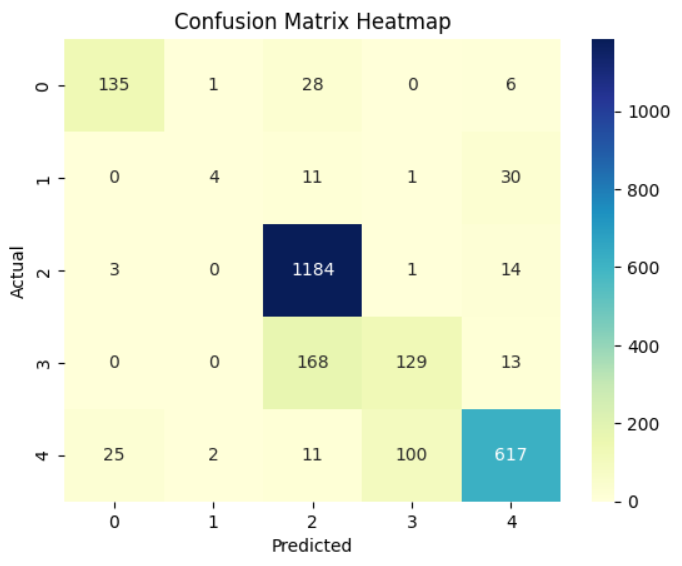 Confusion Matrix Heatmap
Actual
0 135 1 28 0 6
1 0 4 11 1 30
2 3 0 1184 1 14
3 0 0 168 129 13
4 25 2 11 100 617
0 1 2 3 4
Predicted
1000
800
600
400
200
0